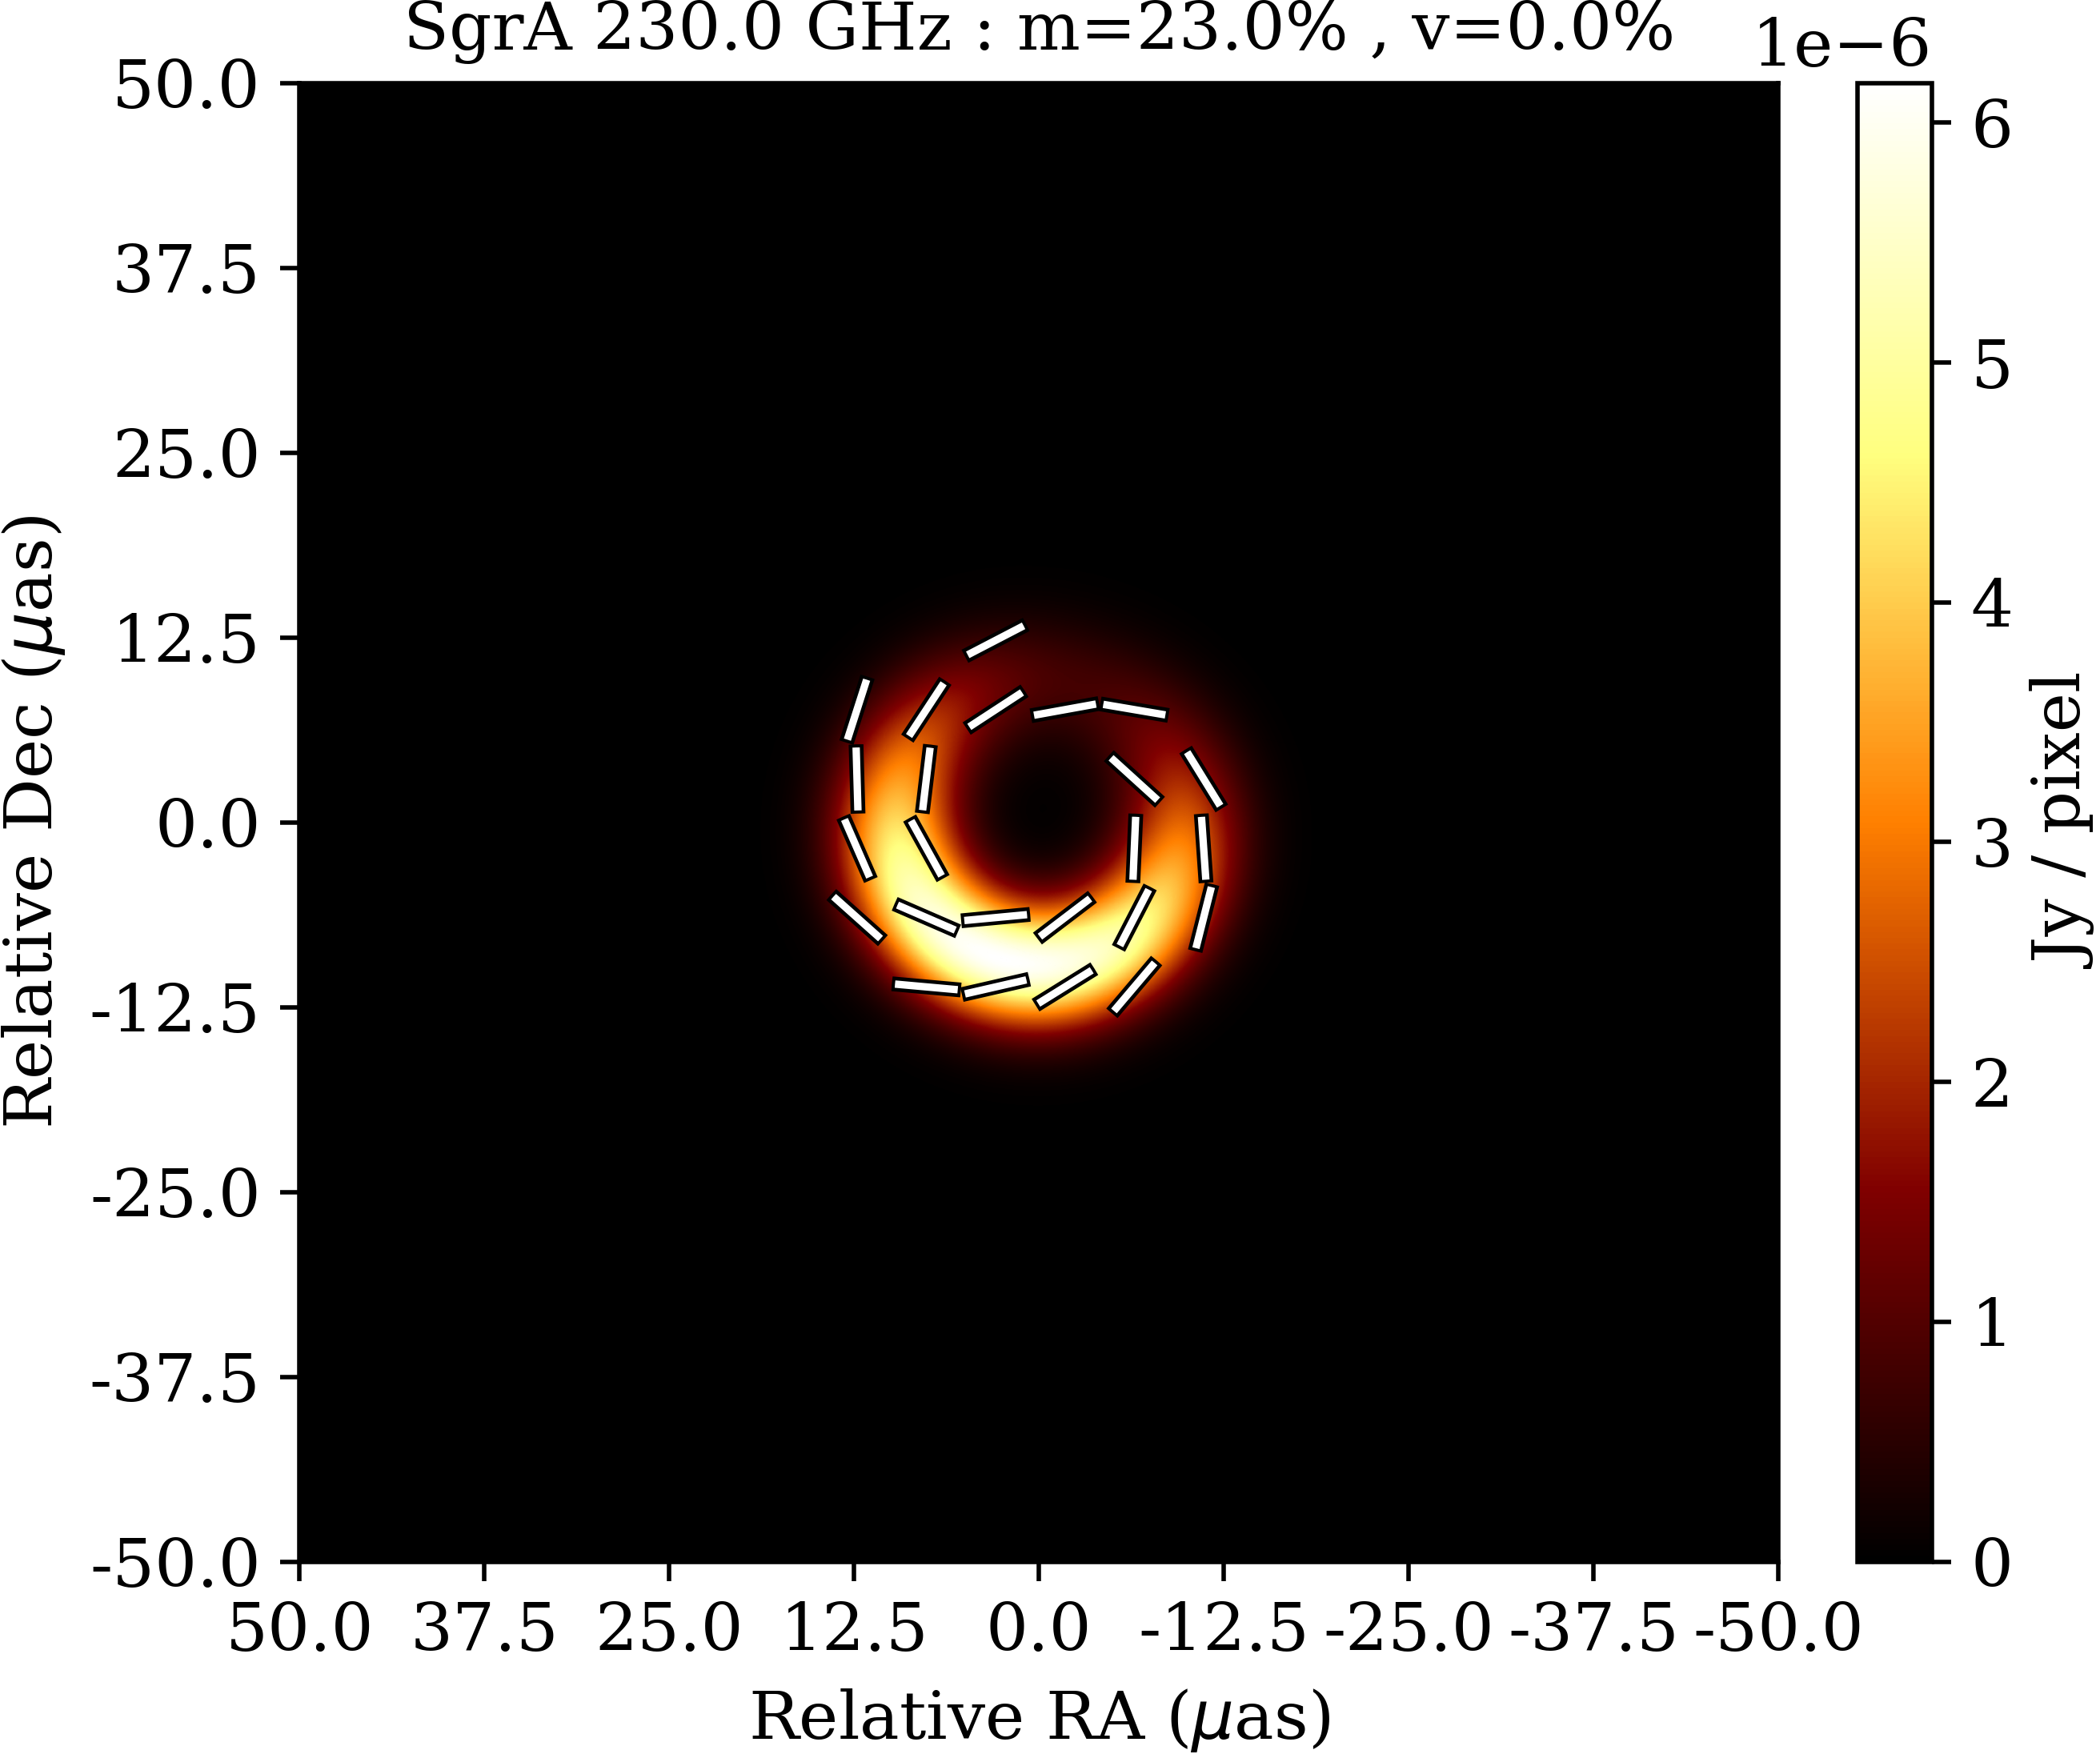 SgrA 230.0 GHz : m=23.0% , v=0.0%
1e−6
50.0
37.5
25.0
12.5
0.0
-12.5
-25.0
-37.5
-50.0
Relative Dec (μas)
50.0 37.5 25.0 12.5 0.0 -12.5 -25.0 -37.5 -50.0
Relative RA (μas)
6
5
4
3
2
1
0
Jy / pixel